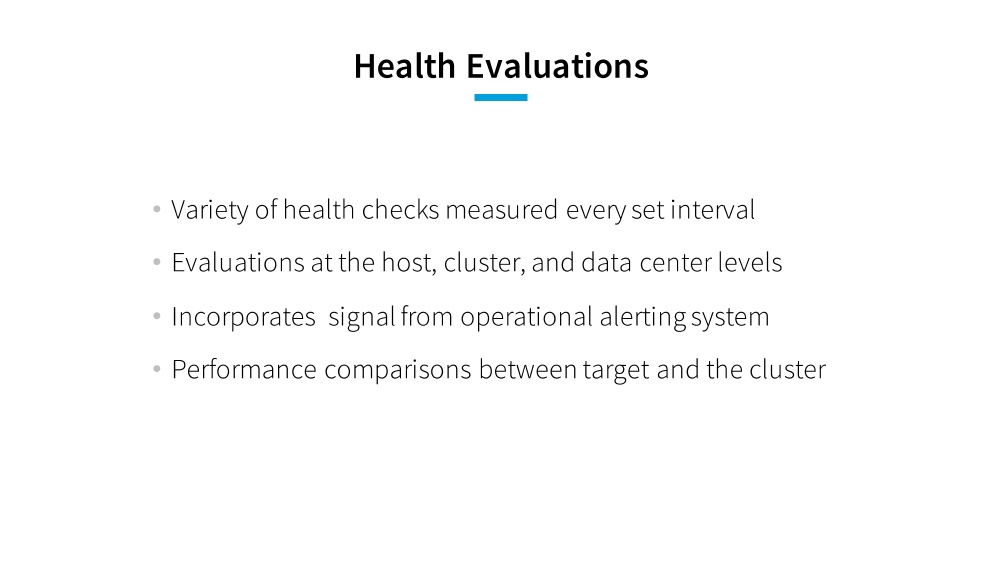 Health Evaluations
• Variety of health checks measured every set interval
• Evaluations at the host, cluster, and data center levels
• Incorporates  signal from operational alerting system
• Performance comparisons between target and the cluster